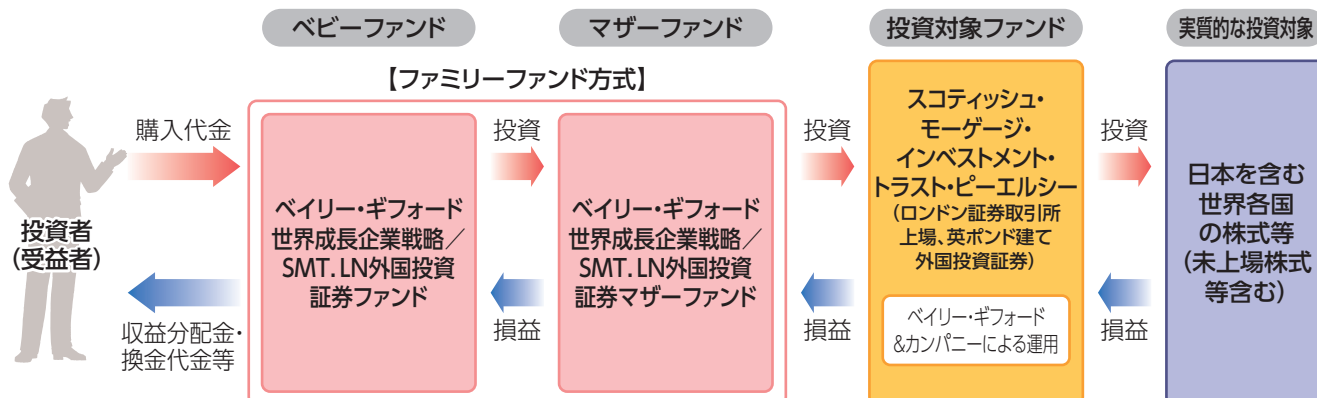 ベビーファンド
マザーファンド
投資対象ファンド
実質的な投資対象
【ファミリーファンド方式】
投資者
(受益者)
購入代金
収益分配金・
換金代金等
ベイリー・ギフォード
世界成長企業戦略／
SMT.LN外国投資
証券ファンド
投資
損益
ベイリー・ギフォード
世界成長企業戦略／
SMT.LN外国投資
証券マザーファンド
投資
損益
スコティッシュ・
モーゲージ・
インベストメント・
トラスト・ピーエルシー
(ロンドン証券取引所
上場、英ポンド建て
外国投資証券)
ベイリー・ギフォード
&カンパニーによる運用
投資
損益
日本を含む
世界各国
の株式等
(未上場株式
等含む)